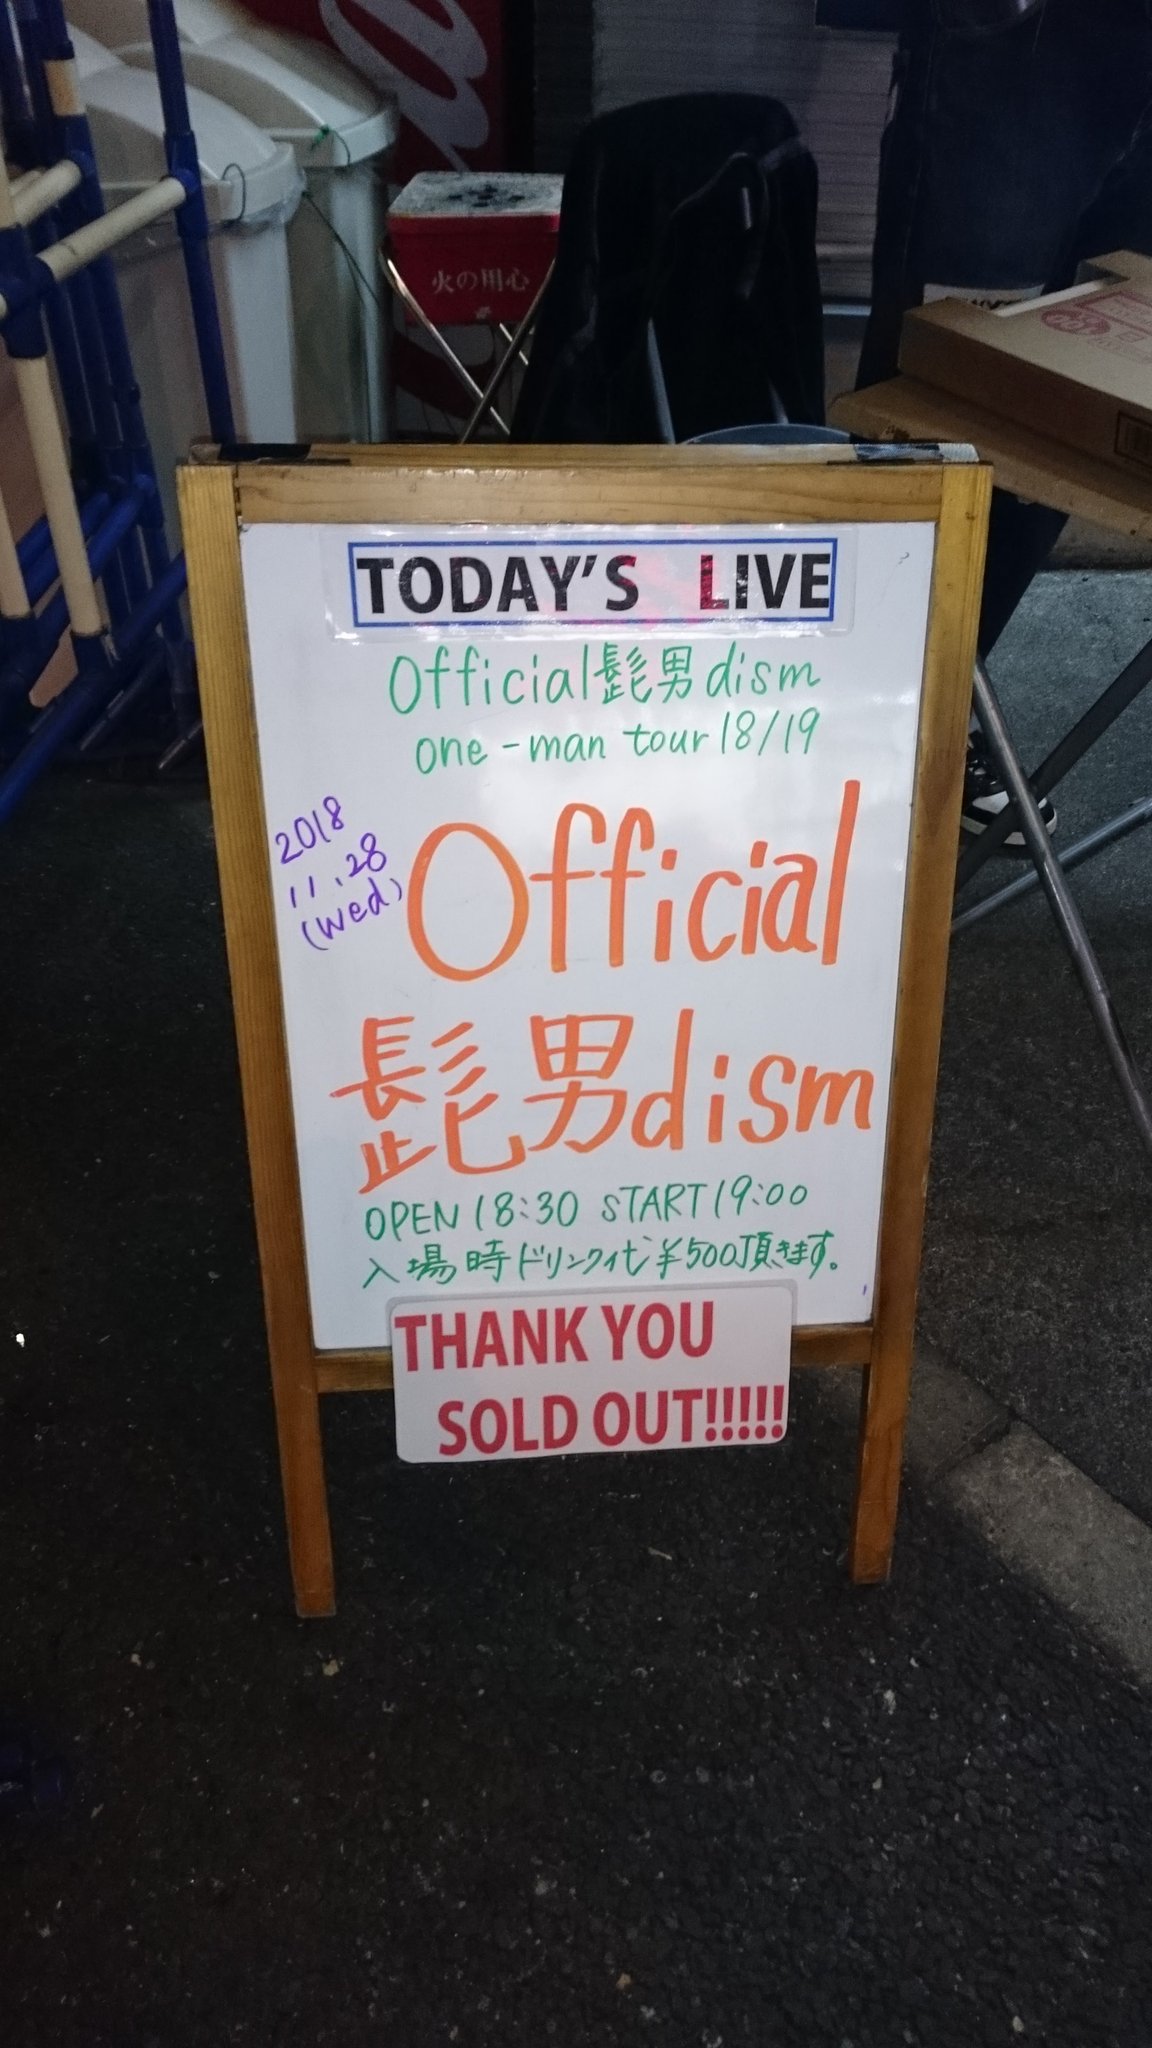 火の用心
TODAY'S LIVE
Official髭男dism
one-man tour 18/19
2018
11.28
(Wed)
Official
髭男dism
OPEN 18:30 START 19:00
入場時ドリンク代¥500頂きます。
THANK YOU
SOLD OUT!!!!!